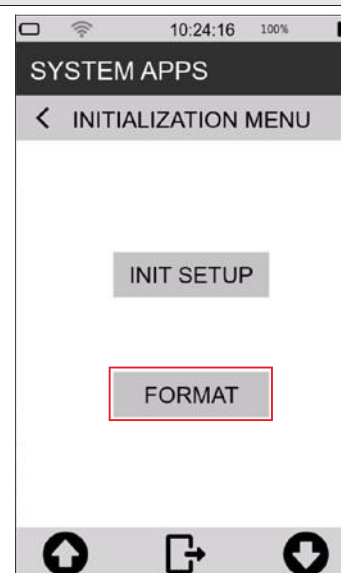 10:24:16 100%
SYSTEM APPS
INITIALIZATION MENU
INIT SETUP
FORMAT